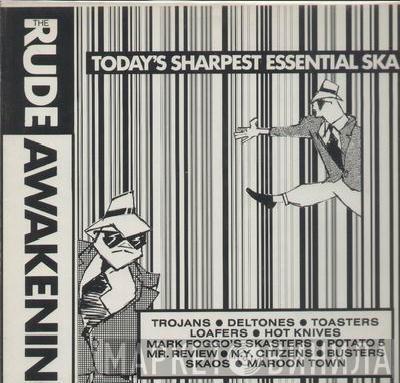 THE
RUDE AWAKENIN
TODAY'S SHARPEST ESSENTIAL SKA
TROJANS ● DELTONES ● TOASTERS
LOAFERS ● HOT KNIVES
MARK FOGGO'S SKASTERS ● POTATO 5
MR. REVIEW ● N.Y. CITIZENS ● BUSTERS
SKAOS ● MAROON TOWN